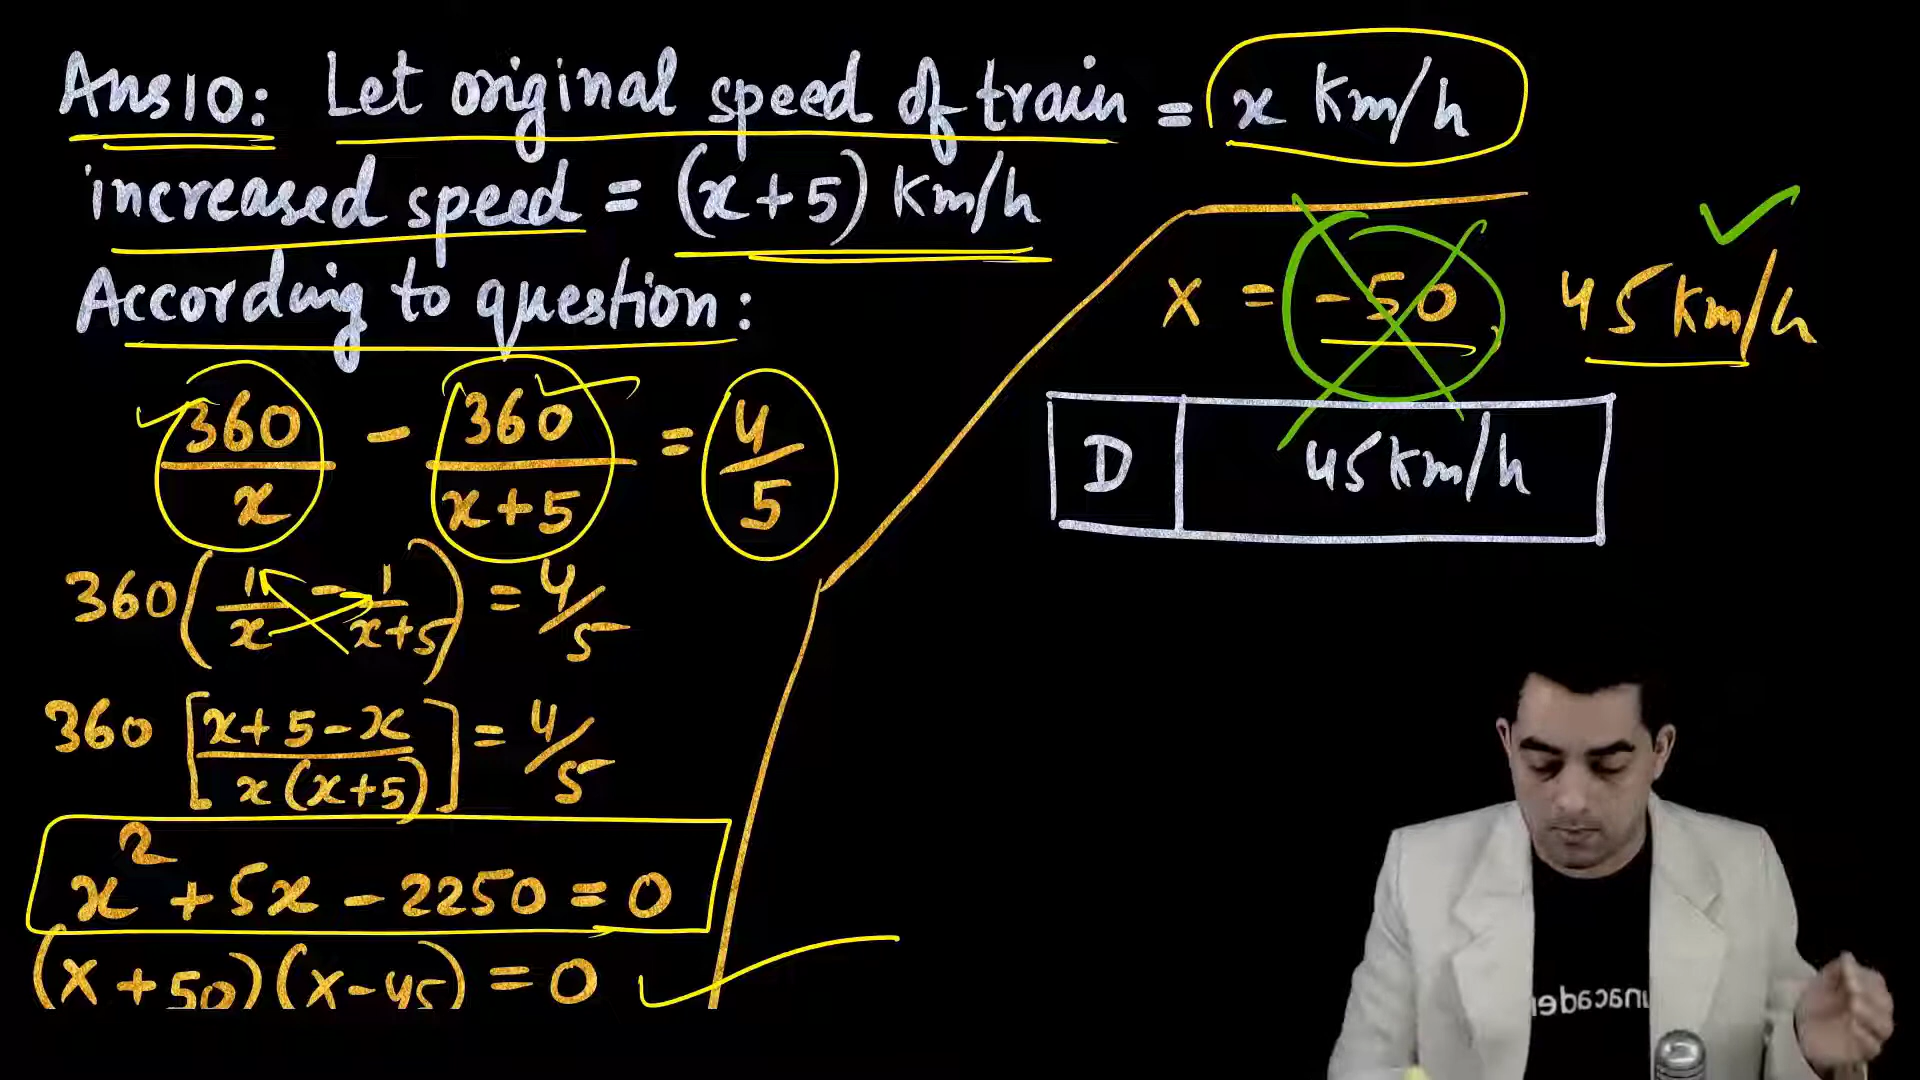 Ans10: Let original speed of train = x Km/h
increased speed = (x+5) Km/h
According to question:
360/x - 360/x+5 = 4/5
360(1/x - 1/x+5) = 4/5
360 [x+5-x/x(x+5)] = 4/5
x² + 5x - 2250 = 0
(x+50)(x-45) = 0
x = -50 45 km/h
D 45 km/h
unacadem